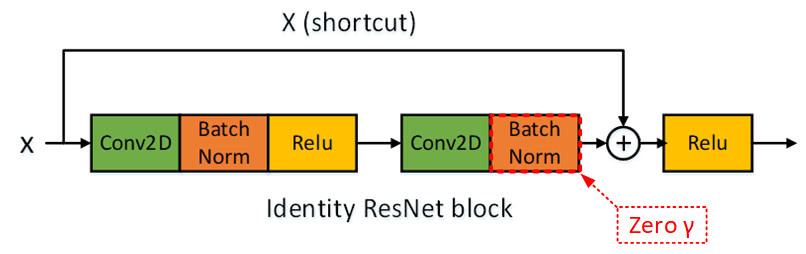 X (shortcut)
X
Conv2D
Batch
Norm
Relu
Conv2D
Batch
Norm
+
Relu
Identity ResNet block
Zero γ